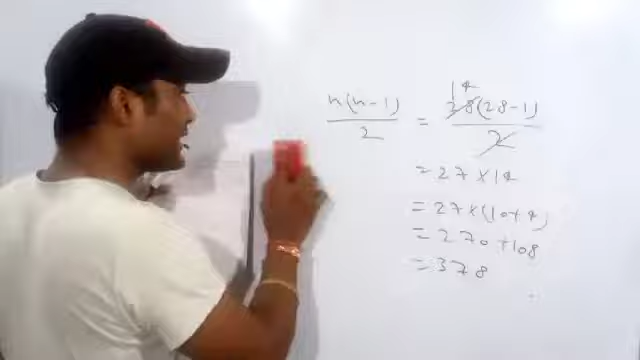 n(n-1)/2 = 14 28(28-1)/2
= 27 × 14
= 27 × (10+4)
= 270 + 108
= 378